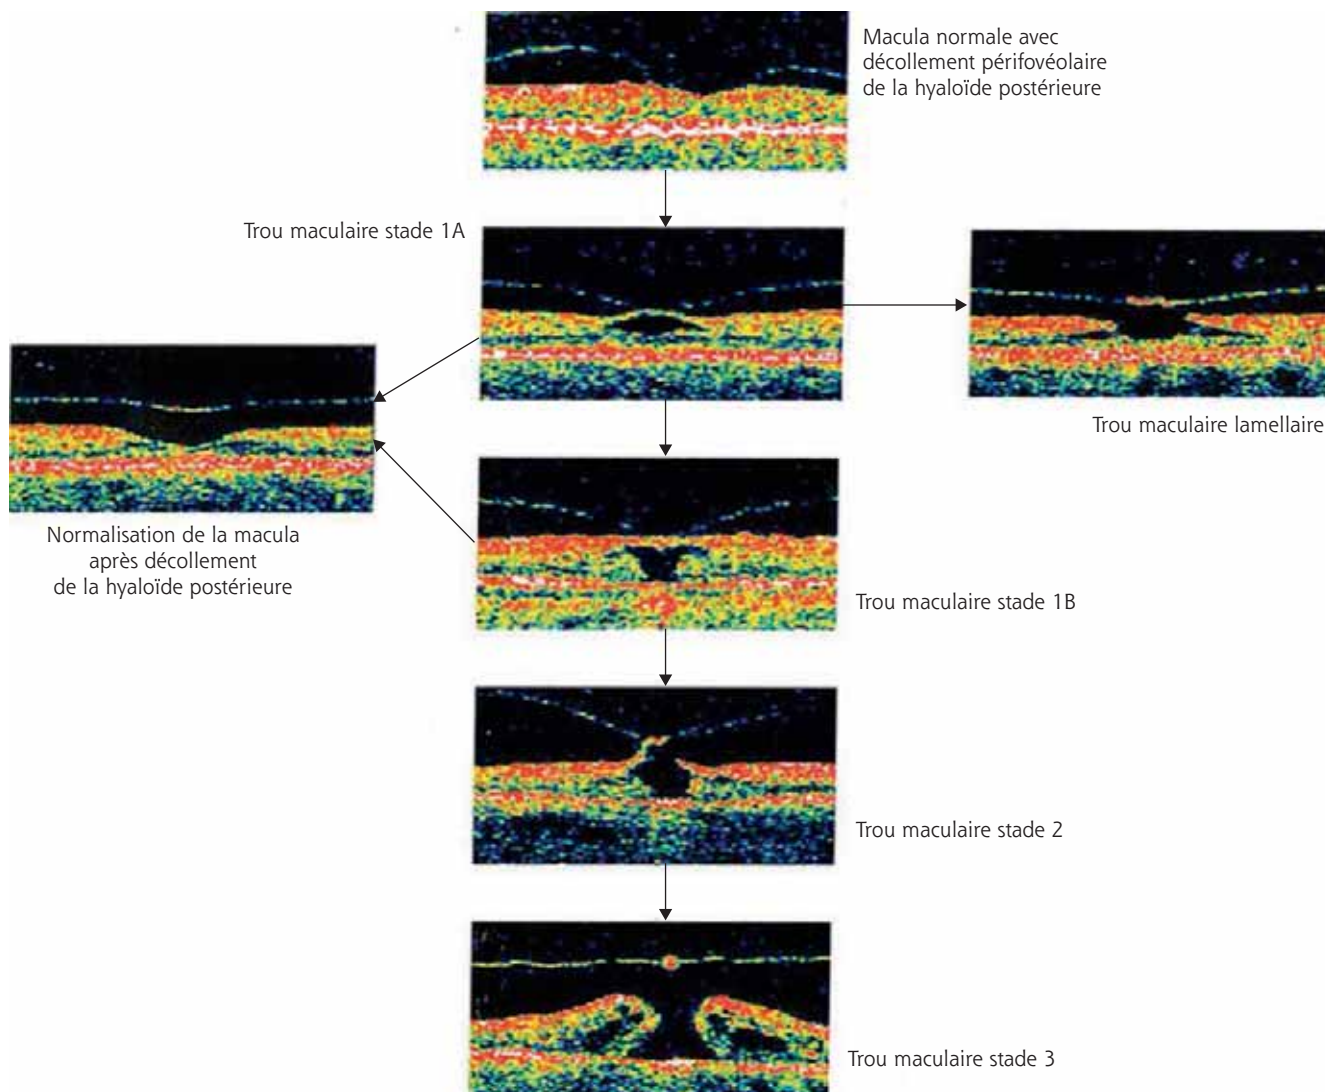 Macula normale avec
décollement périfovéolaire
de la hyaloïde postérieure
Trou maculaire stade 1A
Trou maculaire lamellaire
Normalisation de la macula
après décollement
de la hyaloïde postérieure
Trou maculaire stade 1B
Trou maculaire stade 2
Trou maculaire stade 3